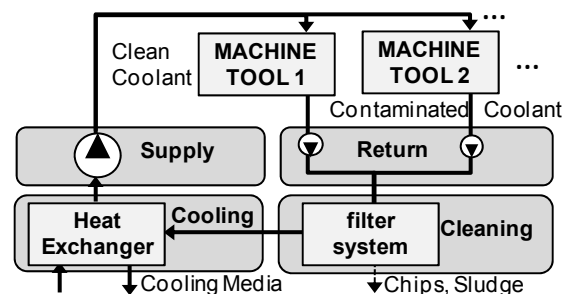 ...
Clean
Coolant
MACHINE
TOOL 1
MACHINE
TOOL 2
...
Contaminated Coolant
Supply
Return
Heat
Exchanger
Cooling
filter
system
Cleaning
Cooling Media
Chips, Sludge